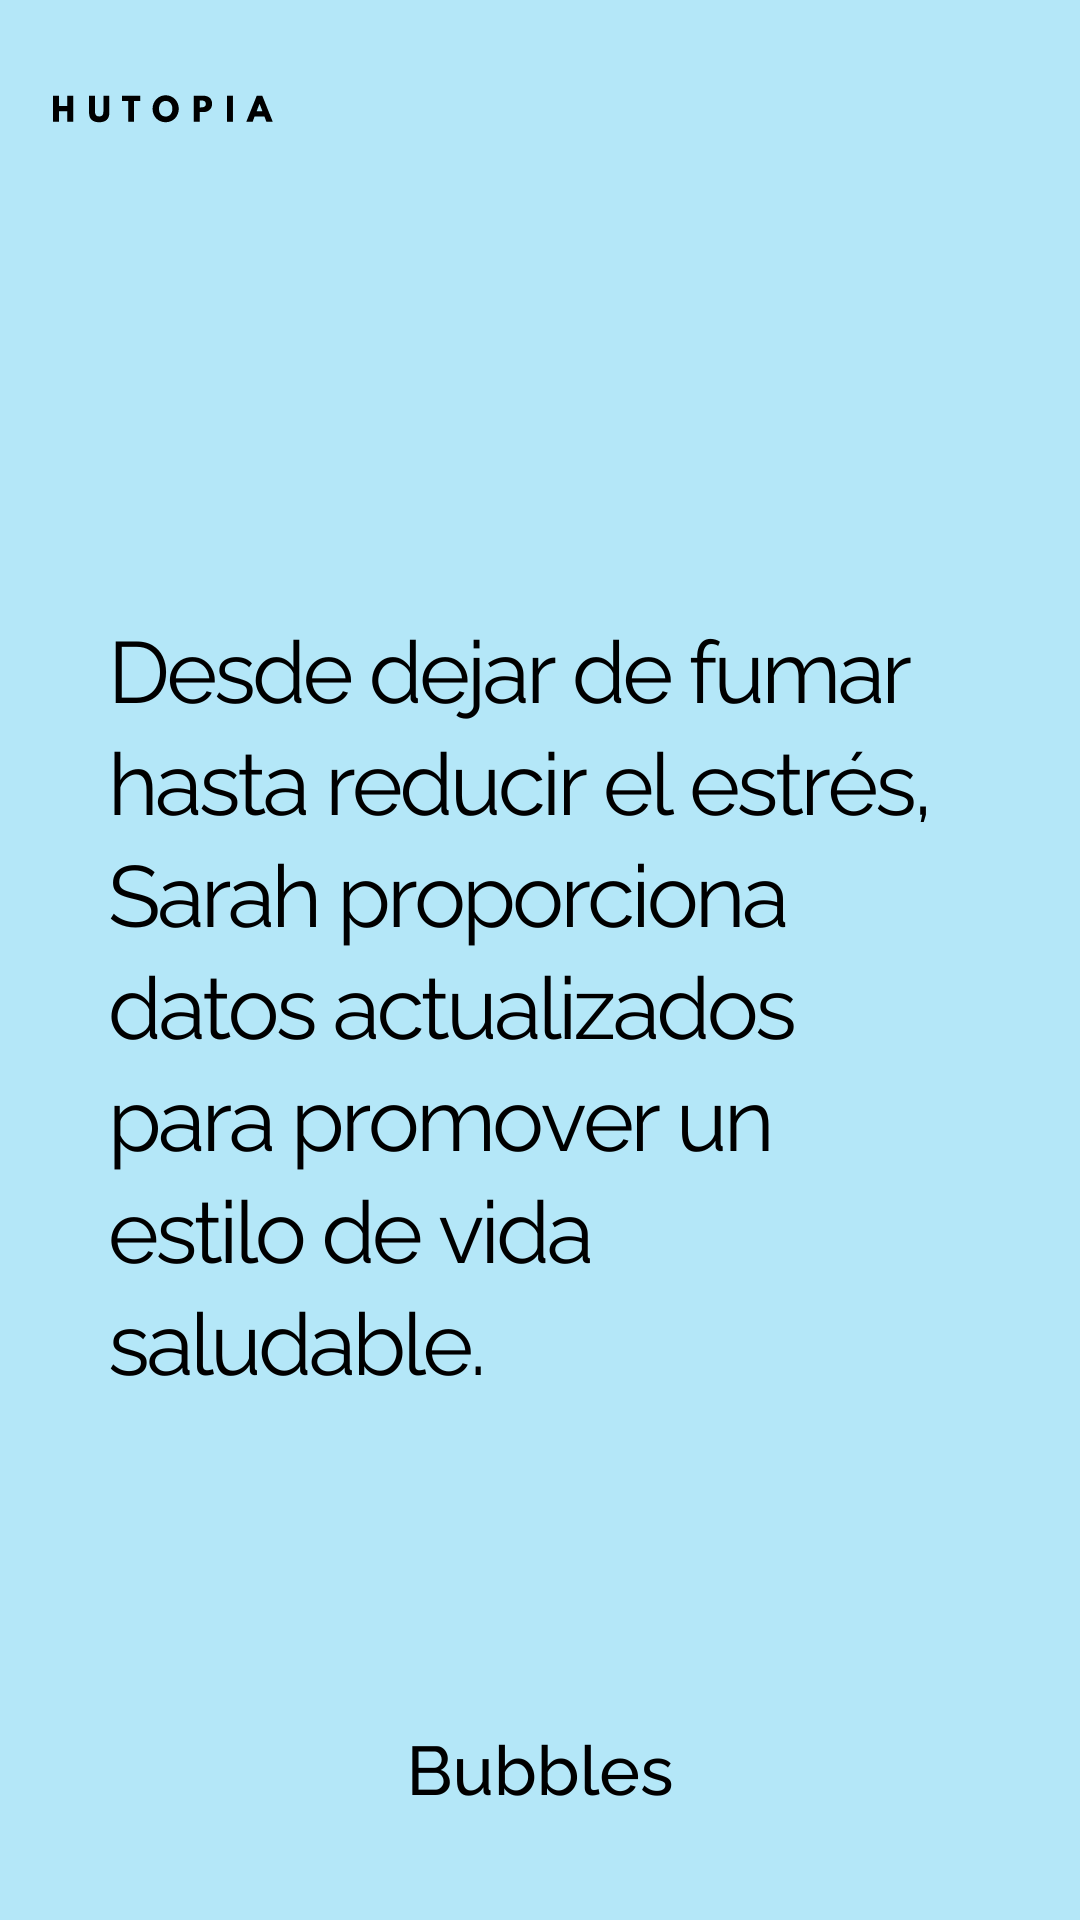 HUTOPIA
Desde dejar de fumar
hasta reducir el estrés,
Sarah proporciona
datos actualizados
para promover un
estilo de vida
saludable.
Bubbles